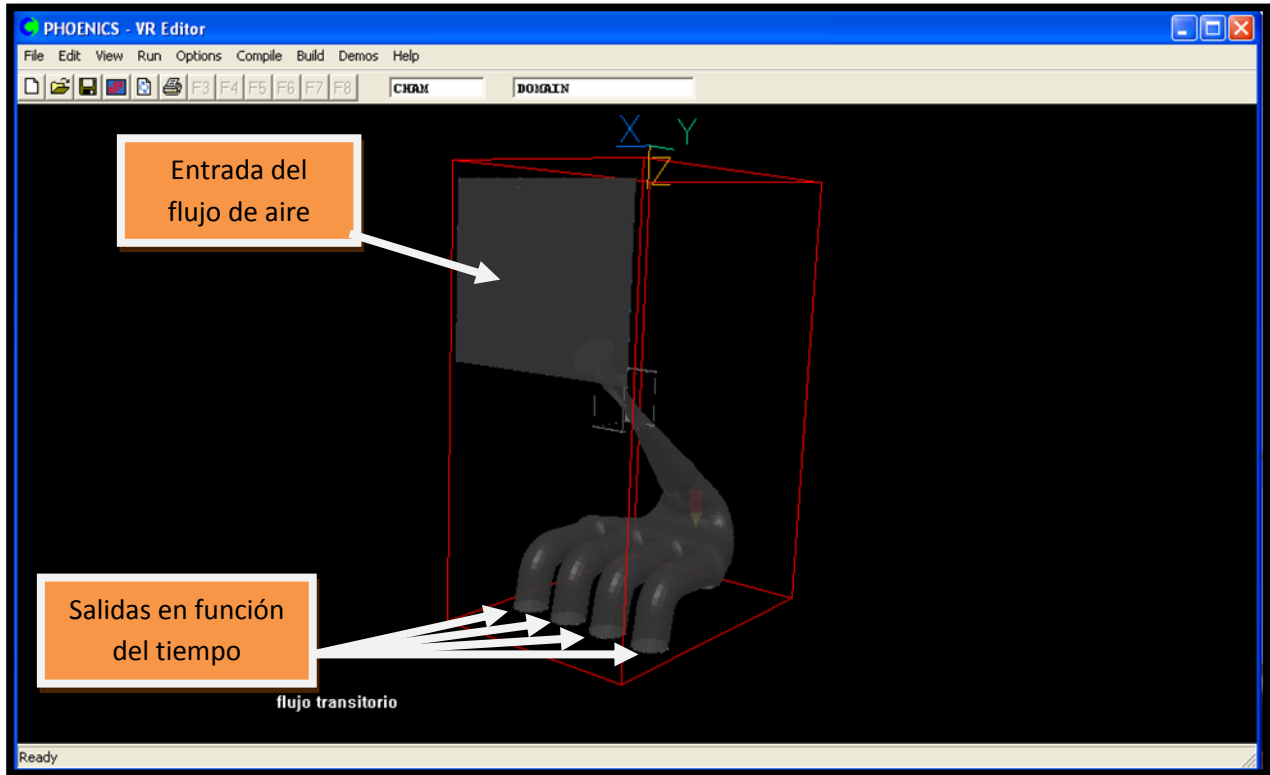 PHOENICS - VR Editor
File Edit View Run Options Compile Build Demos Help
F3 F4 F5 F6 F7 F8 CHAM DOMAIN
X Y
Z
Entrada del
flujo de aire
Salidas en función
del tiempo
flujo transitorio
Ready